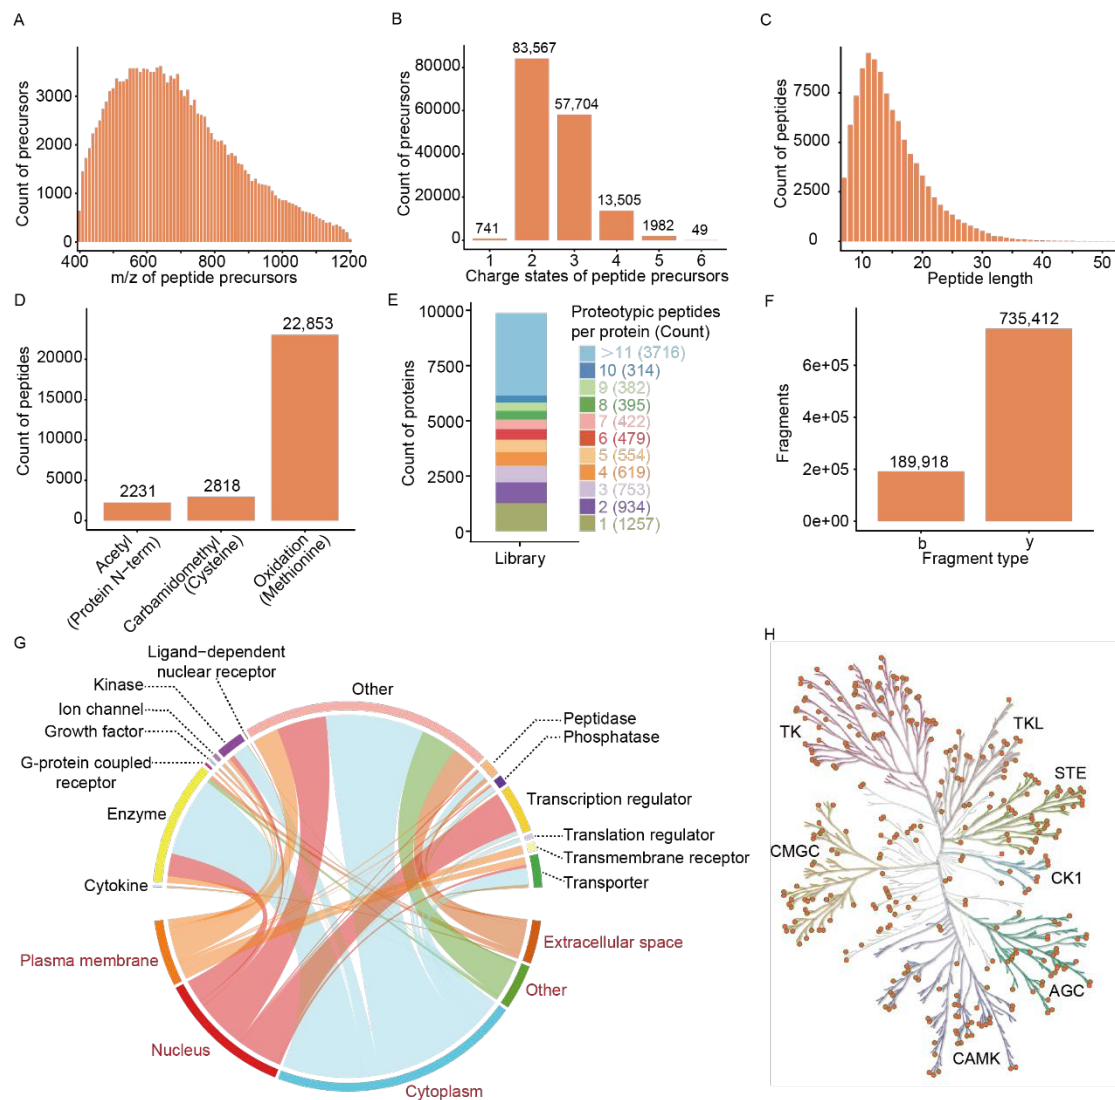 A
Count of precursors
3000
2000
1000
0
400
600
800
1000
1200
m/z of peptide precursors
B
Count of precursors
80000
60000
40000
20000
0
741
83,567
57,704
13,505
1982
49
1
2
3
4
5
6
Charge states of peptide precursors
C
Count of peptides
7500
5000
2500
0
10
20
30
40
50
Peptide length
D
Count of peptides
20000
15000
10000
5000
0
2231
2818
22,853
Acetyl
(Protein N−term)
Carbamidomethyl
(Cysteine)
Oxidation
(Methionine)
E
Count of proteins
10000
7500
5000
2500
0
Library
Proteotypic peptides
per protein (Count)
>11 (3716)
10 (314)
9 (382)
8 (395)
7 (422)
6 (479)
5 (554)
4 (619)
3 (753)
2 (934)
1 (1257)
F
Fragments
6e+05
4e+05
2e+05
0e+00
189,918
735,412
b
y
Fragment type
G
Ligand−dependent
nuclear receptor
Kinase
Ion channel
Growth factor
G−protein coupled
receptor
Enzyme
Cytokine
Other
Peptidase
Phosphatase
Transcription regulator
Translation regulator
Transmembrane receptor
Transporter
Plasma membrane
Nucleus
Cytoplasm
Other
Extracellular space
H
TK
TKL
STE
CMGC
CK1
AGC
CAMK